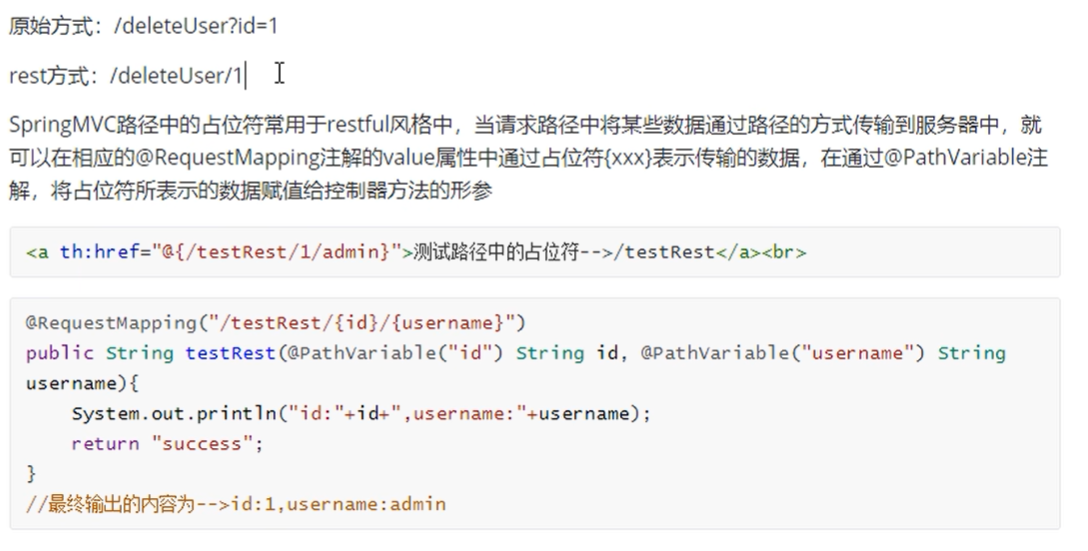 原始方式：/deleteUser?id=1
rest方式：/deleteUser/1
SpringMVC路径中的占位符常用于restful风格中，当请求路径中将某些数据通过路径的方式传输到服务器中，就
可以在相应的@RequestMapping注解的value属性中通过占位符{xxx}表示传输的数据，在通过@PathVariable注
解，将占位符所表示的数据赋值给控制器方法的形参
<a th:href="@{/testRest/1/admin}">测试路径中的占位符-->/testRest</a><br>
@RequestMapping("/testRest/{id}/{username}")
public String testRest(@PathVariable("id") String id, @PathVariable("username") String
username){
    System.out.println("id:"+id+",username:"+username);
    return "success";
}
//最终输出的内容为-->id:1,username:admin